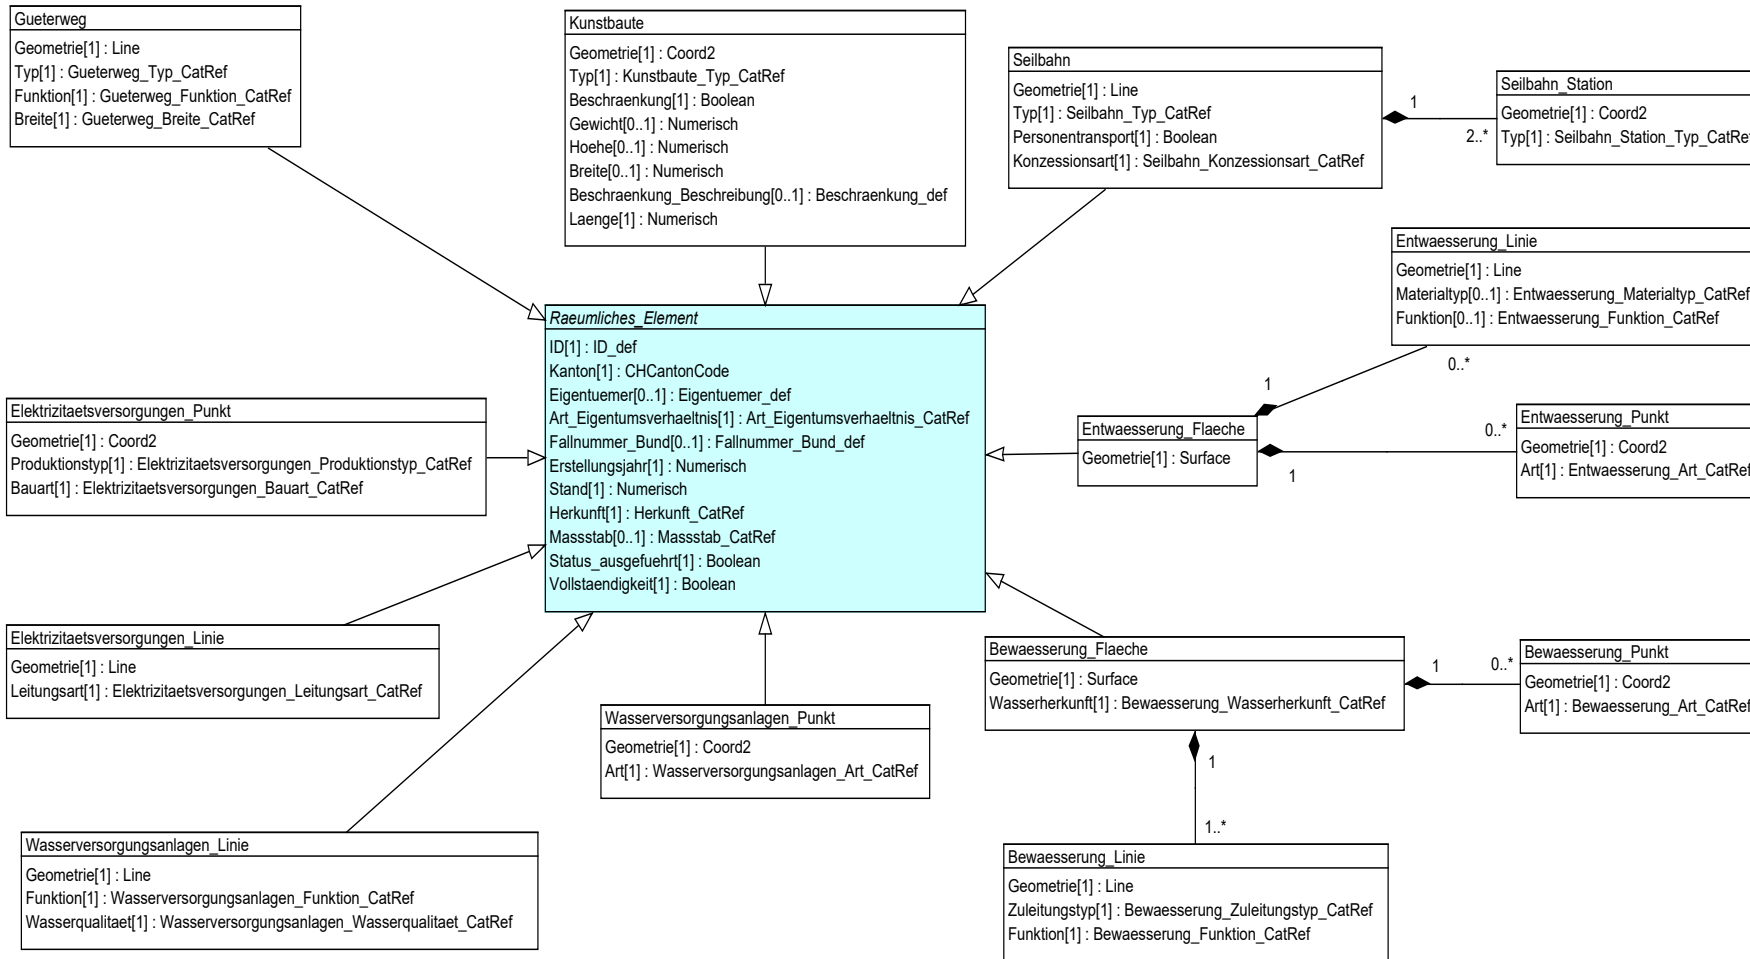 Gueterweg
Geometrie[1] : Line
Typ[1] : Gueterweg_Typ_CatRef
Funktion[1] : Gueterweg_Funktion_CatRef
Breite[1] : Gueterweg_Breite_CatRef
Kunstbaute
Geometrie[1] : Coord2
Typ[1] : Kunstbaute_Typ_CatRef
Beschraenkung[1] : Boolean
Gewicht[0..1] : Numerisch
Hoehe[0..1] : Numerisch
Breite[0..1] : Numerisch
Beschraenkung_Beschreibung[0..1] : Beschraenkung_def
Laenge[1] : Numerisch
Seilbahn
Geometrie[1] : Line
Typ[1] : Seilbahn_Typ_CatRef
Personentransport[1] : Boolean
Konzessionsart[1] : Seilbahn_Konzessionsart_CatRef
1
2..*
Seilbahn_Station
Geometrie[1] : Coord2
Typ[1] : Seilbahn_Station_Typ_CatRef
Entwaesserung_Linie
Geometrie[1] : Line
Materialtyp[0..1] : Entwaesserung_Materialtyp_CatRef
Funktion[0..1] : Entwaesserung_Funktion_CatRef
0..*
1
Raeumliches_Element
ID[1] : ID_def
Kanton[1] : CHCantonCode
Eigentuemer[0..1] : Eigentuemer_def
Art_Eigentumsverhaeltnis[1] : Art_Eigentumsverhaeltnis_CatRef
Fallnummer_Bund[0..1] : Fallnummer_Bund_def
Erstellungsjahr[1] : Numerisch
Stand[1] : Numerisch
Herkunft[1] : Herkunft_CatRef
Massstab[0..1] : Massstab_CatRef
Status_ausgefuehrt[1] : Boolean
Vollstaendigkeit[1] : Boolean
Elektrizitaetsversorgungen_Punkt
Geometrie[1] : Coord2
Produktionstyp[1] : Elektrizitaetsversorgungen_Produktionstyp_CatRef
Bauart[1] : Elektrizitaetsversorgungen_Bauart_CatRef
Entwaesserung_Flaeche
Geometrie[1] : Surface
0..*
1
Entwaesserung_Punkt
Geometrie[1] : Coord2
Art[1] : Entwaesserung_Art_CatRef
Elektrizitaetsversorgungen_Linie
Geometrie[1] : Line
Leitungsart[1] : Elektrizitaetsversorgungen_Leitungsart_CatRef
Wasserversorgungsanlagen_Punkt
Geometrie[1] : Coord2
Art[1] : Wasserversorgungsanlagen_Art_CatRef
Bewaesserung_Flaeche
Geometrie[1] : Surface
Wasserherkunft[1] : Bewaesserung_Wasserherkunft_CatRef
1
0..*
Bewaesserung_Punkt
Geometrie[1] : Coord2
Art[1] : Bewaesserung_Art_CatRef
1
1..*
Wasserversorgungsanlagen_Linie
Geometrie[1] : Line
Funktion[1] : Wasserversorgungsanlagen_Funktion_CatRef
Wasserqualitaet[1] : Wasserversorgungsanlagen_Wasserqualitaet_CatRef
Bewaesserung_Linie
Geometrie[1] : Line
Zuleitungstyp[1] : Bewaesserung_Zuleitungstyp_CatRef
Funktion[1] : Bewaesserung_Funktion_CatRef